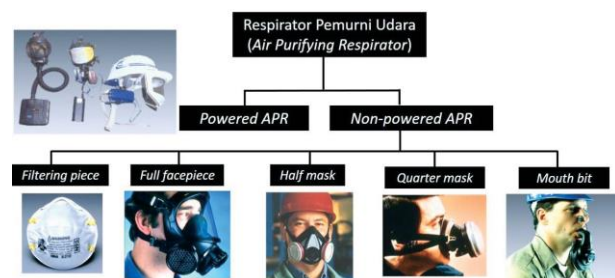 Respirator Pemurni Udara
(Air Purifying Respirator)
Powered APR
Non-powered APR
Filtering piece
Full facepiece
Half mask
Quarter mask
Mouth bit